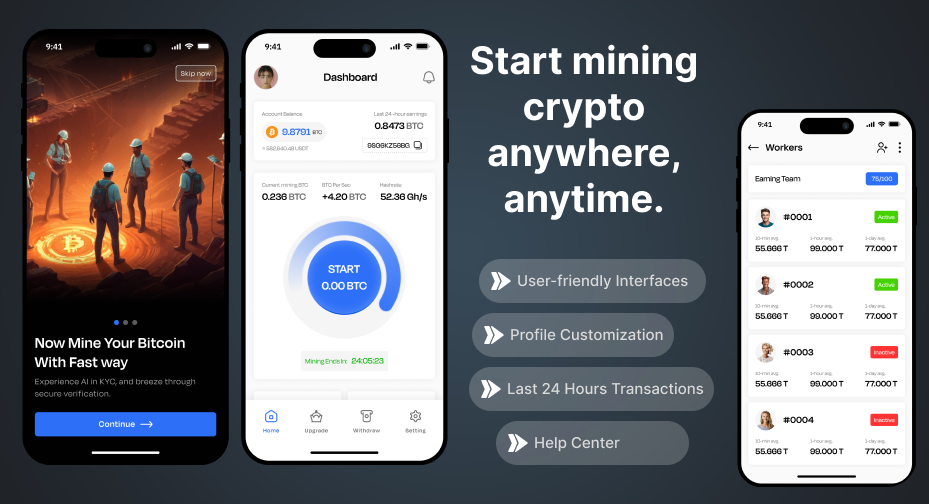 9:41
Skip now
Now Mine Your Bitcoin
With Fast way
Experience AI in KYC, and breeze through
secure verification.
Continue
9:41
Dashboard
Account Balance
9.8791 BTC
≈ 582,640.49 USDT
Last 24-hour earnings
0.8473 BTC
98G6KZ56BG
Current mining BTC
0.236 BTC
BTC Per Sec
+4.20 BTC
Hashrate
52.36 Gh/s
START
0.00 BTC
Mining Ends In: 24:05:23
Home
Upgrade
Withdraw
Setting
Start mining
crypto
anywhere,
anytime.
User-friendly Interfaces
Profile Customization
Last 24 Hours Transactions
Help Center
9:41
Workers
Earning Team
75/100
#0001
Active
10-min avg.
1-hour avg.
1-day avg.
55.666 T
99.000 T
77.000 T
#0002
Active
10-min avg.
1-hour avg.
1-day avg.
55.666 T
99.000 T
77.000 T
#0003
Inactive
10-min avg.
1-hour avg.
1-day avg.
55.666 T
99.000 T
77.000 T
#0004
Inactive
10-min avg.
1-hour avg.
1-day avg.
55.666 T
99.000 T
77.000 T